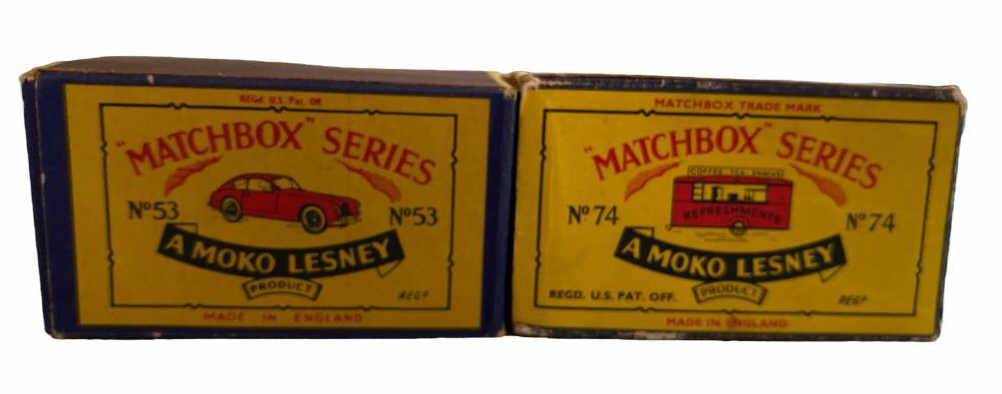 REGd. U.S. Pat. Off.
"MATCHBOX" SERIES
Nº53
Nº53
A MOKO LESNEY
PRODUCT
REGD
MADE IN ENGLAND
MATCHBOX TRADE MARK
"MATCHBOX" SERIES
COFFEE TEA SNACKS
REFRESHMENTS
Nº74
Nº74
A MOKO LESNEY
PRODUCT
REGD. U.S. PAT. OFF.
REGD
MADE IN ENGLAND